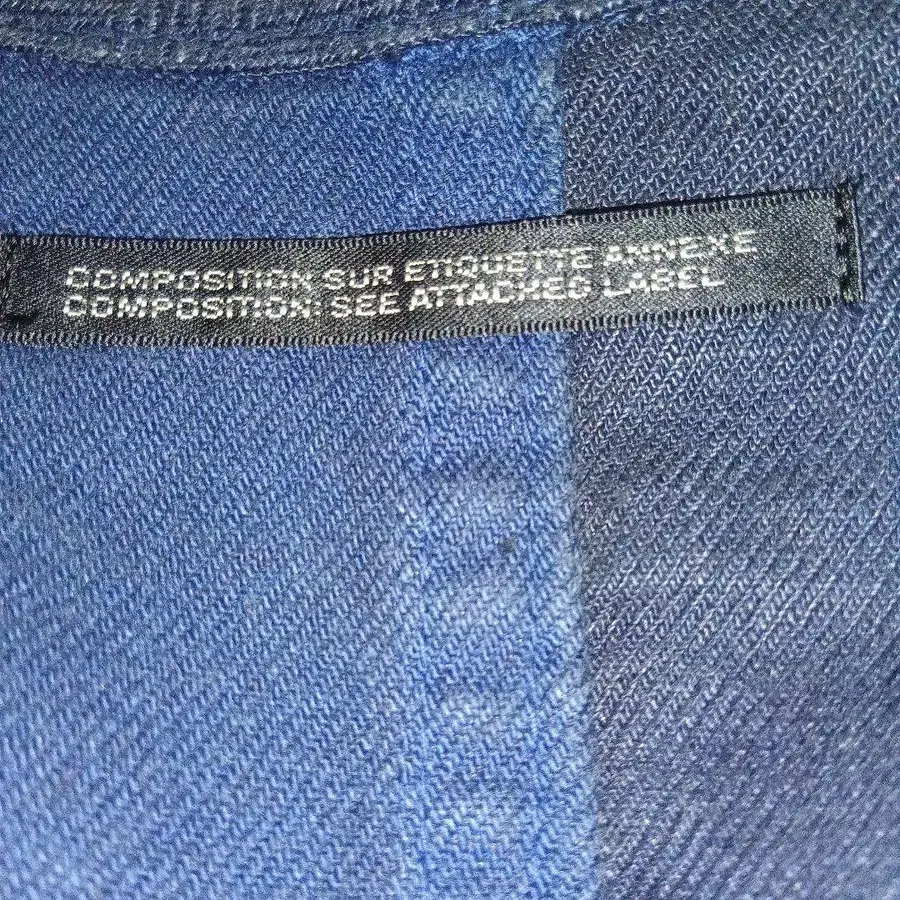 COMPOSITION SUR ETIQUETTE ANNEXE
COMPOSITION: SEE ATTACHED LABEL